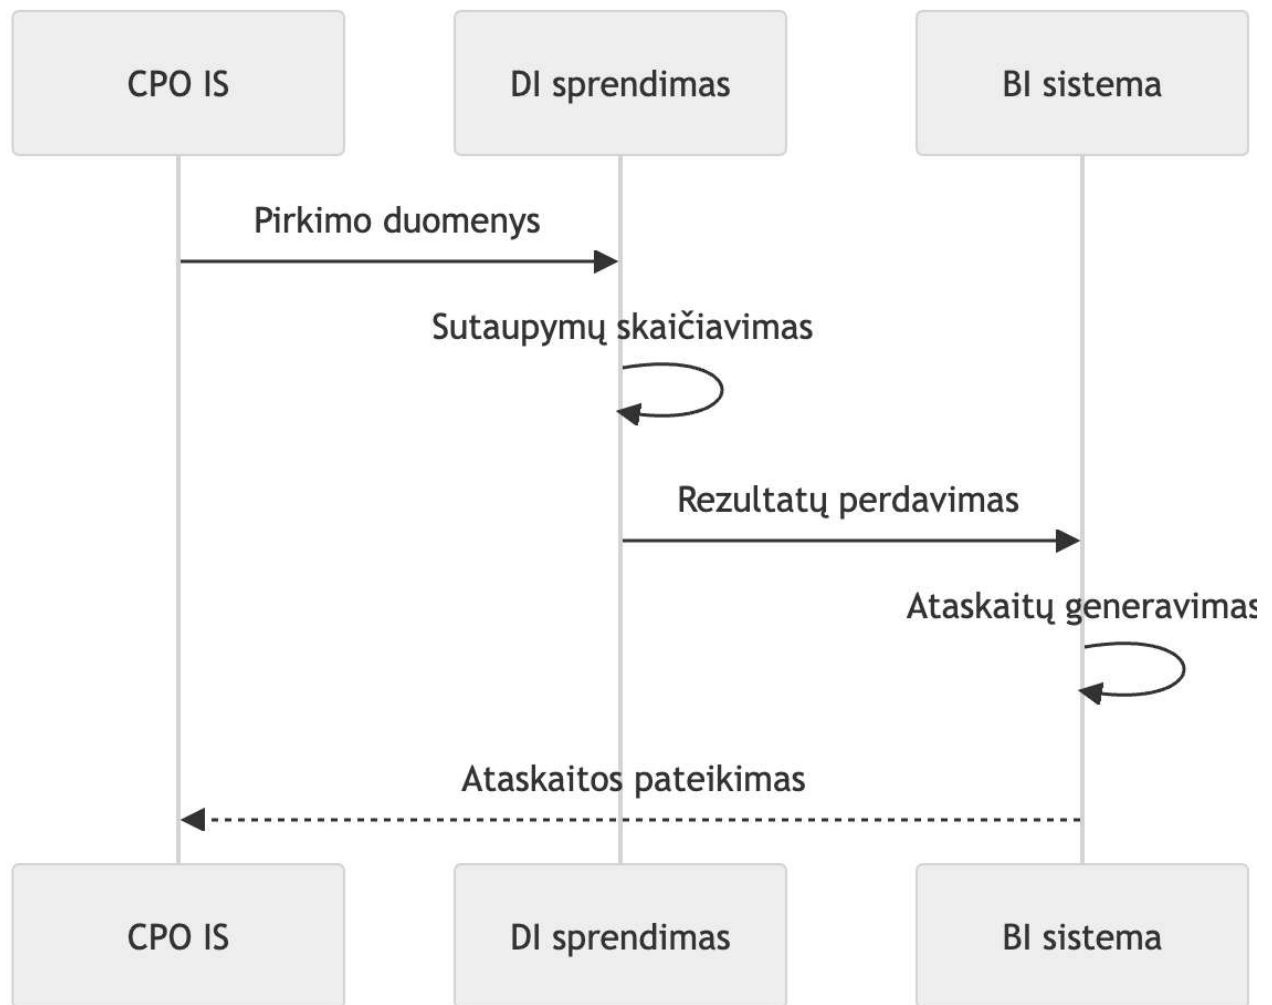 CPO IS
DI sprendimas
BI sistema
Pirkimo duomenys
Sutaupymų skaičiavimas
Rezultatų perdavimas
Ataskaitų generavimas
Ataskaitos pateikimas
CPO IS
DI sprendimas
BI sistema